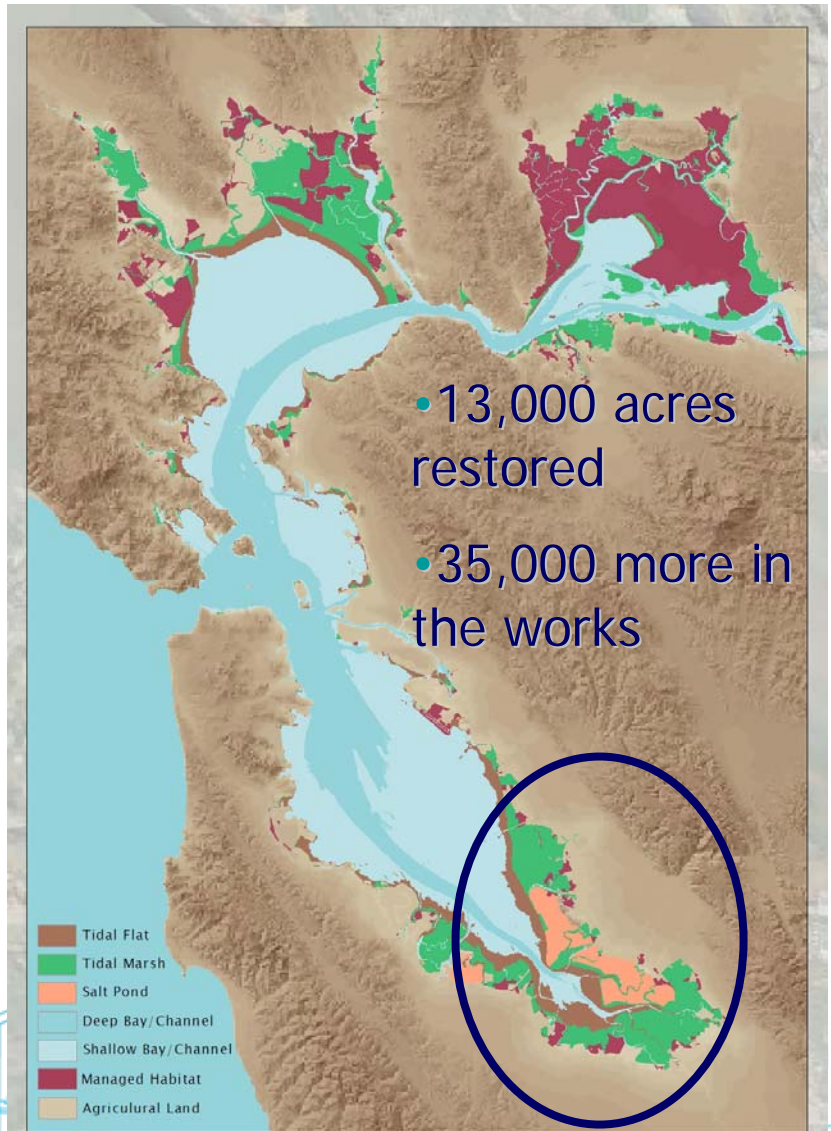 •13,000 acres
restored
•35,000 more in
the works
Tidal Flat
Tidal Marsh
Salt Pond
Deep Bay/Channel
Shallow Bay/Channel
Managed Habitat
Agriculural Land